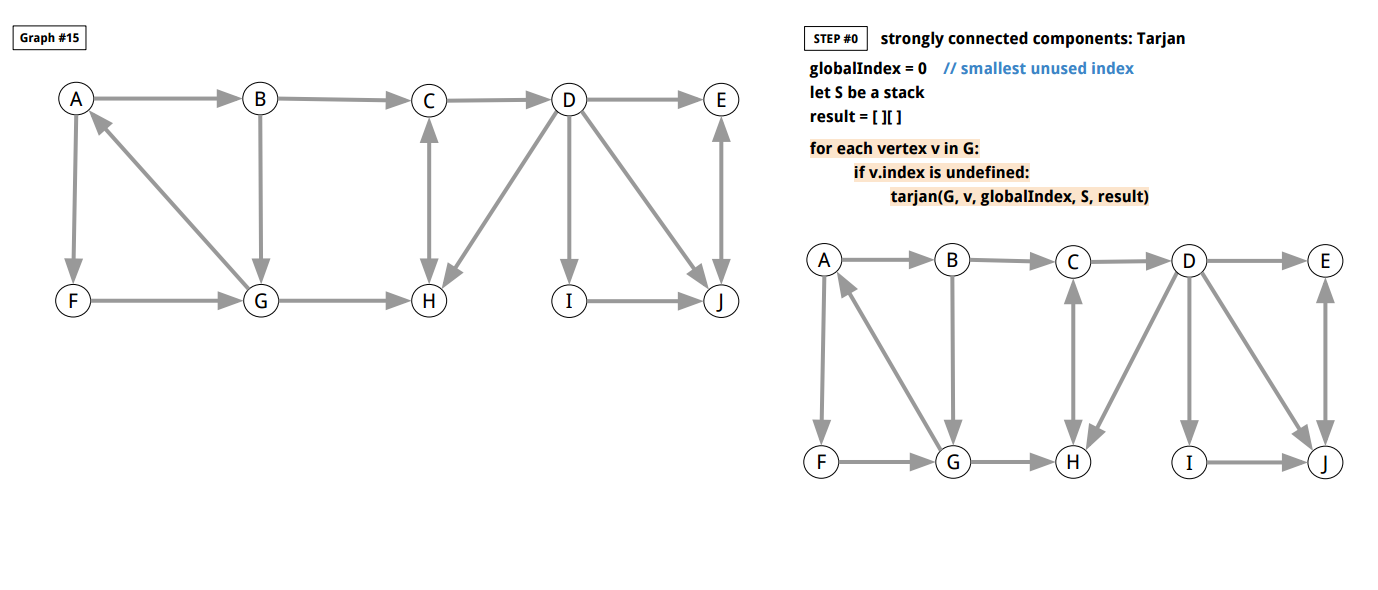 Graph #15
A B C D E
F G H I J
STEP #0 strongly connected components: Tarjan
globalIndex = 0 // smallest unused index
let S be a stack
result = [ ][ ]
for each vertex v in G:
if v.index is undefined:
tarjan(G, v, globalIndex, S, result)
A B C D E
F G H I J